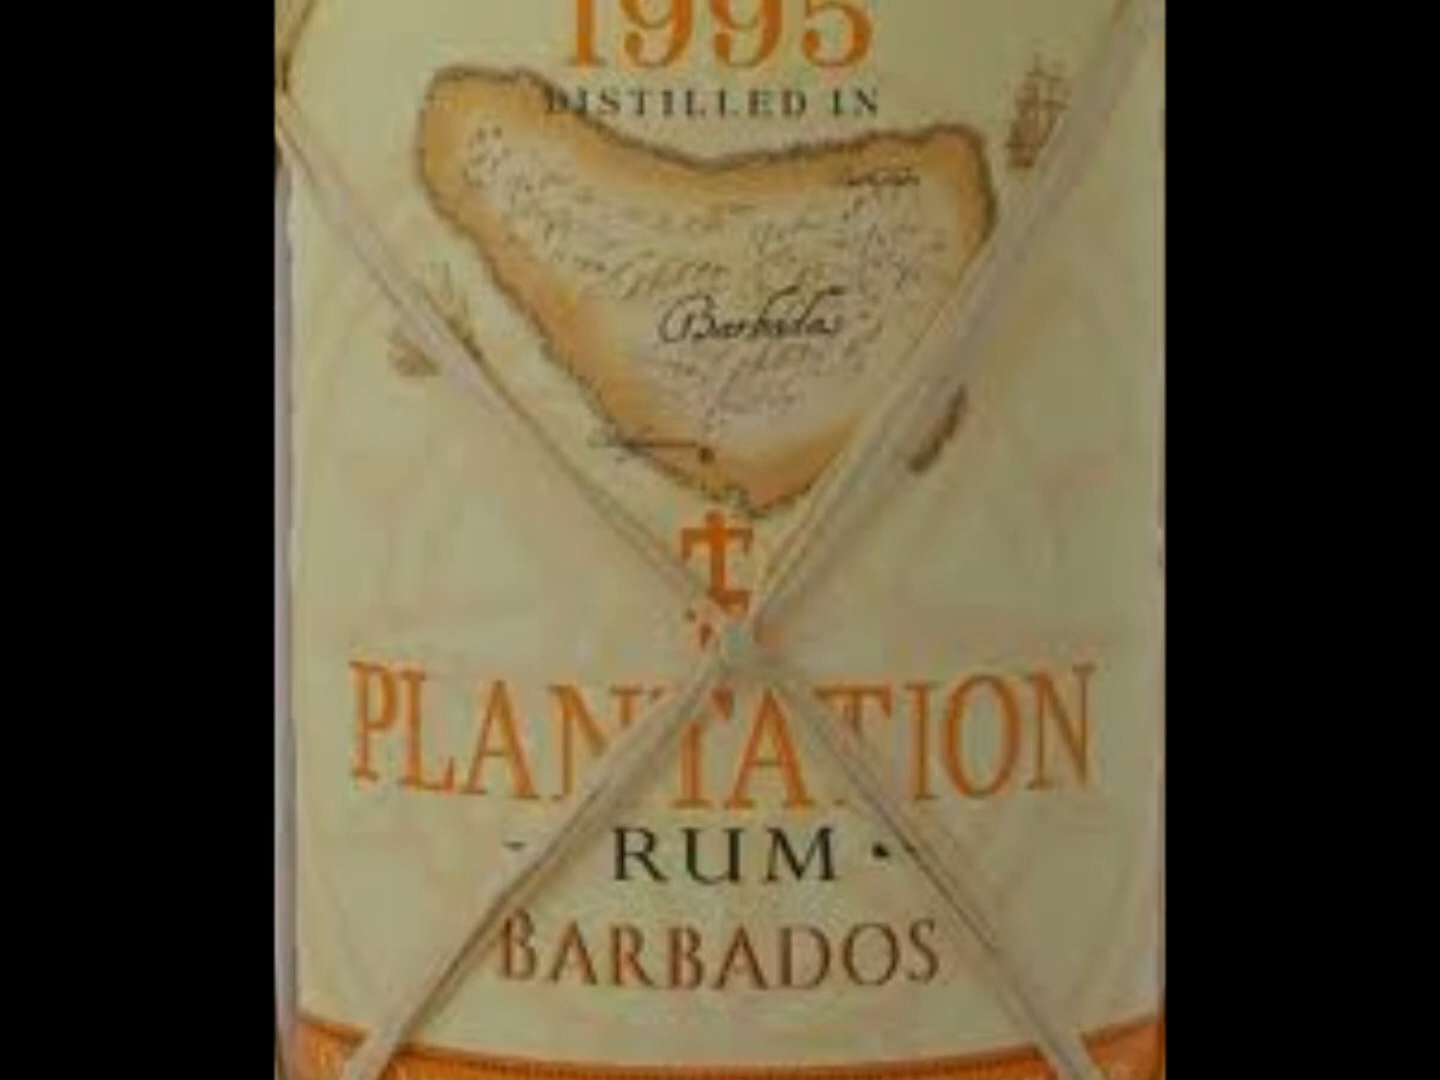 1995
DISTILLED IN
Barbados
PLANTATION
RUM
BARBADOS